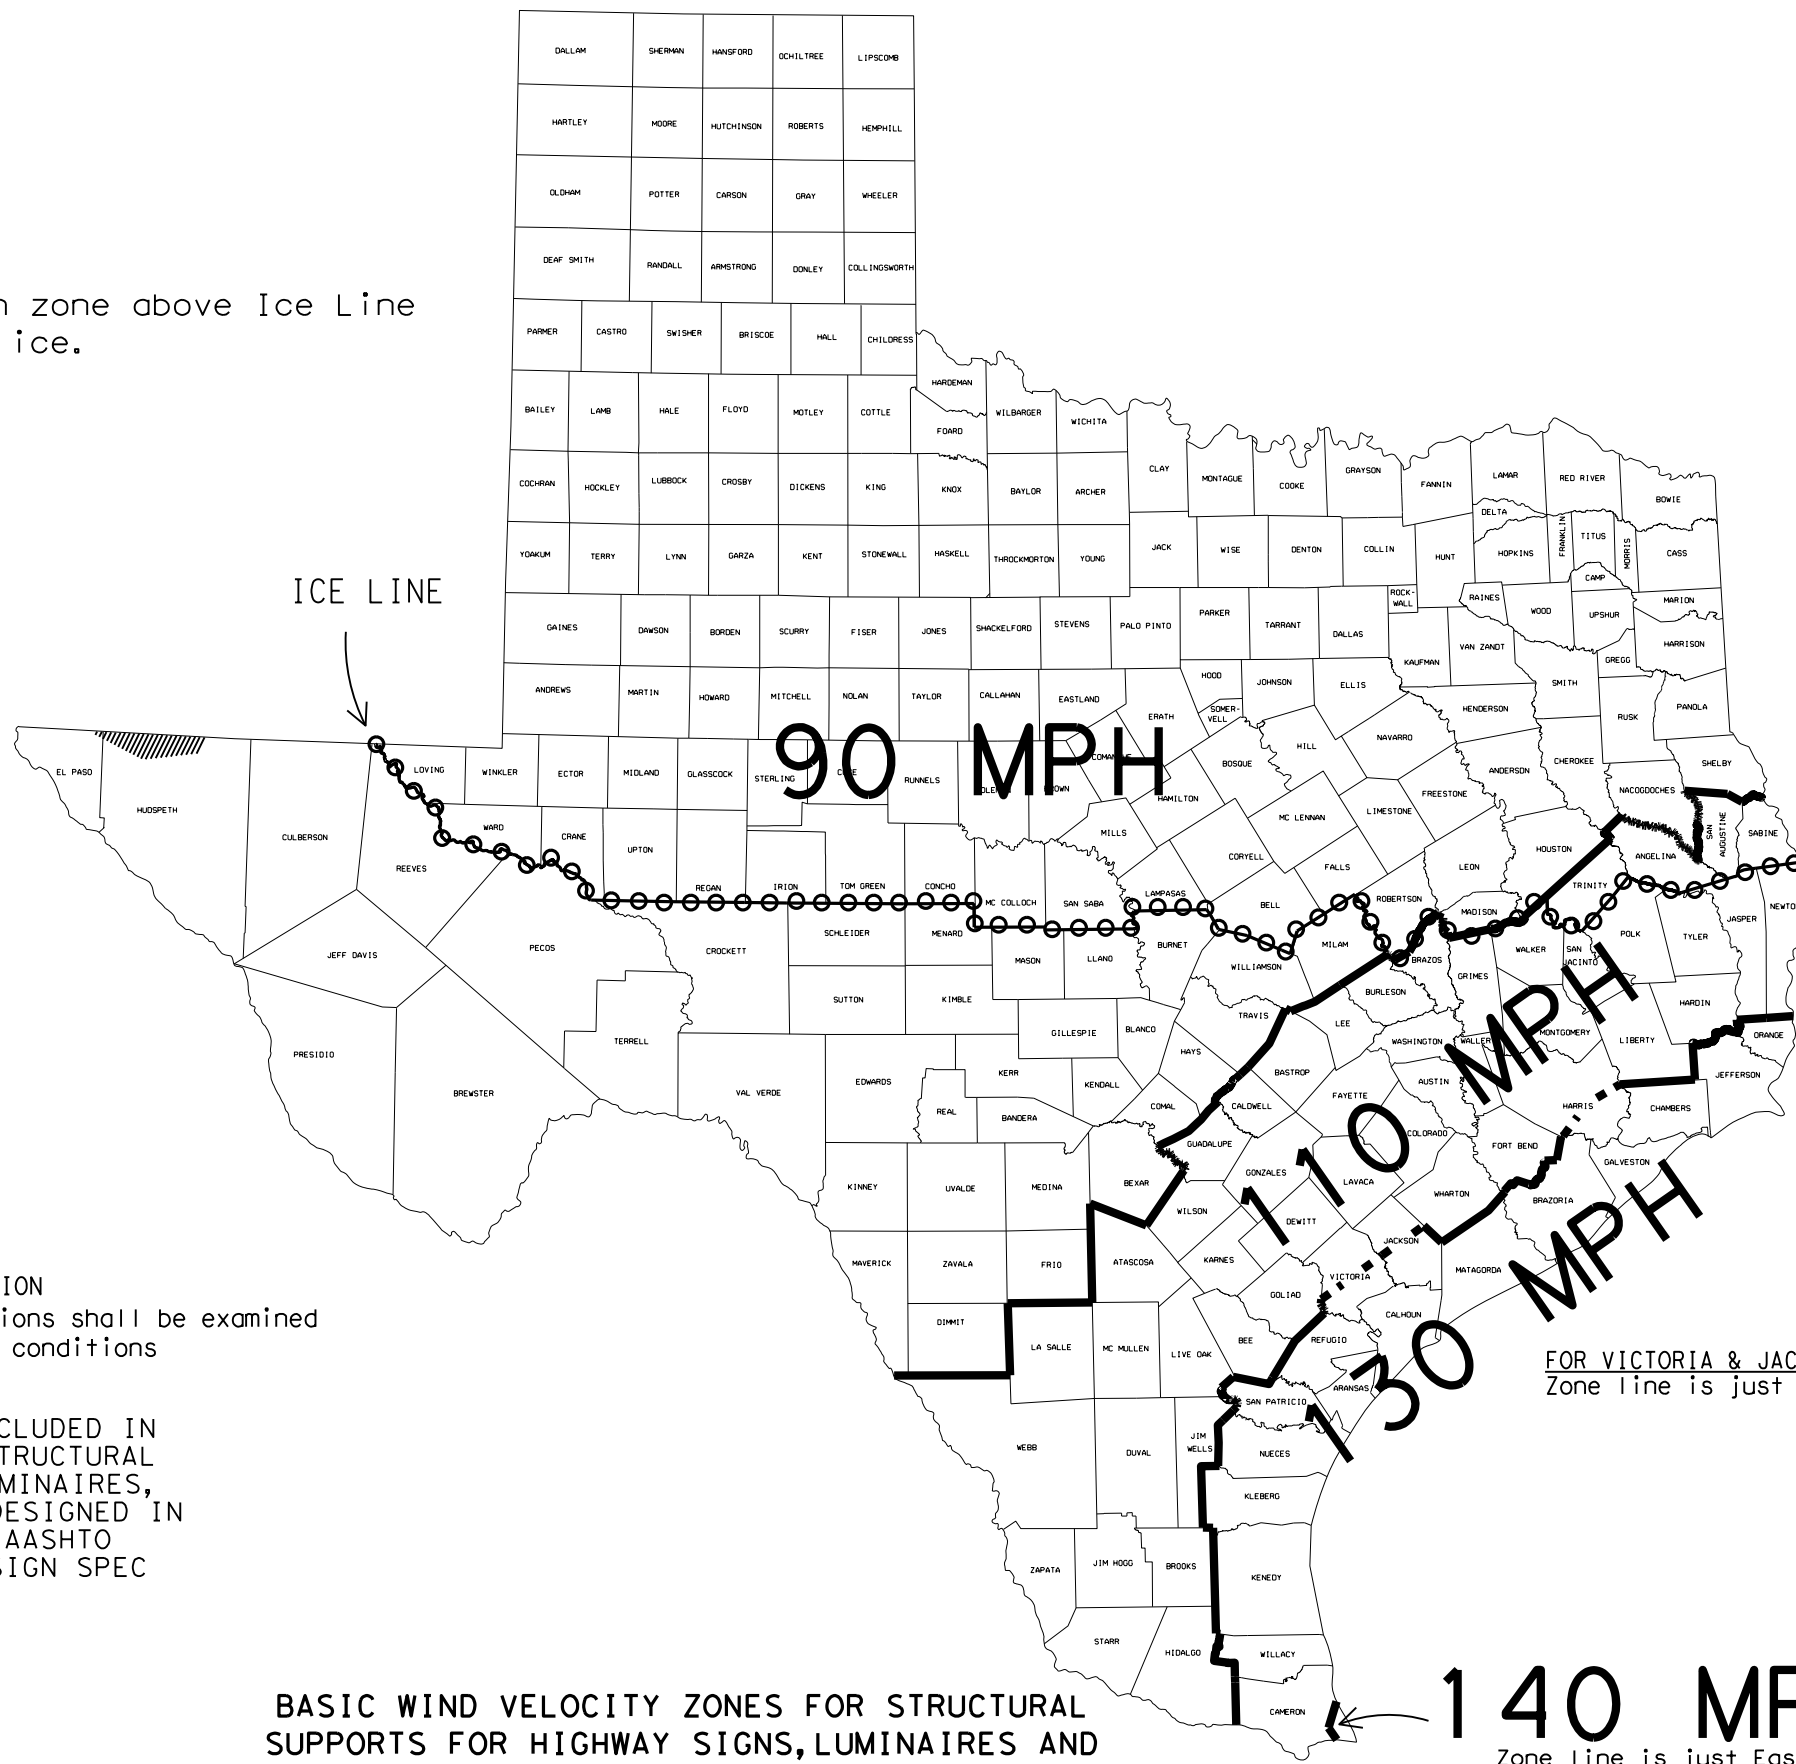 DALLAM SHERMAN HANSFORD OCHILTREE LIPSCOMB
HARTLEY MOORE HUTCHINSON ROBERTS HEMPHILL
OLDHAM POTTER CARSON GRAY WHEELER
DEAF SMITH RANDALL ARMSTRONG DONLEY COLLINGSWORTH
n zone above Ice Line
ice.
PARMER CASTRO SWISHER BRISCOE HALL CHILDRESS
HARDEMAN
BAILEY LAMB HALE FLOYD MOTLEY COTTLE FOARD WILBARGER WICHITA
COCHRAN HOCKLEY LUBBOCK CROSBY DICKENS KING KNOX BAYLOR ARCHER CLAY MONTAGUE COOKE GRAYSON FANNIN LAMAR RED RIVER BOWIE
DELTA
YOAKUM TERRY LYNN GARZA KENT STONEWALL HASKELL THROCKMORTON YOUNG JACK WISE DENTON COLLIN HUNT HOPKINS FRANKLIN TITUS MORRIS CASS
CAMP
ICE LINE
ROCK-
WALL
RAINES WOOD UPSHUR MARION
GAINES DAWSON BORDEN SCURRY FISER JONES SHACKELFORD STEVENS PALO PINTO PARKER TARRANT DALLAS KAUFMAN VAN ZANDT GREGG HARRISON
ANDREWS MARTIN HOWARD MITCHELL NOLAN TAYLOR CALLAHAN EASTLAND ERATH HOOD JOHNSON ELLIS HENDERSON SMITH RUSK PANOLA
SOMER-
VELL
90 MPH
EL PASO HUDSPETH CULBERSON LOVING WINKLER ECTOR MIDLAND GLASSCOCK STERLING RUNNELS BOSQUE HILL NAVARRO ANDERSON CHEROKEE SHELBY
HAMILTON FREESTONE NACOGDOCHES
REEVES WARD CRANE UPTON MILLS MC LENNAN LIMESTONE HOUSTON SAN
AUGUSTINE
SABINE
REGAN IRION TOM GREEN CONCHO MC COLLOCH SAN SABA LAMPASAS CORYELL FALLS LEON ANGELINA
BELL ROBERTSON MADISON TRINITY
JEFF DAVIS PECOS CROCKETT SCHLEIDER MENARD MASON LLANO BURNET WILLIAMSON MILAM BRAZOS WALKER SAN
JACINTO
POLK TYLER JASPER NEWTO
SUTTON KIMBLE BURLESON GRIMES HARDIN
PRESIDIO BREWSTER TERRELL GILLESPIE BLANCO TRAVIS LEE WASHINGTON WALLER MONTGOMERY LIBERTY ORANGE
VAL VERDE EDWARDS KERR KENDALL HAYS BASTROP FAYETTE AUSTIN JEFFERSON
REAL BANDERA COMAL CALDWELL COLORADO HARRIS CHAMBERS
110 MPH
KINNEY UVALDE MEDINA BEXAR GUADALUPE GONZALES LAVACA FORT BEND GALVESTON
WILSON DEWITT WHARTON BRAZORIA
MAVERICK ZAVALA FRIO ATASCOSA KARNES JACKSON MATAGORDA
VICTORIA
GOLIAD CALHOUN
DIMMIT LA SALLE MC MULLEN LIVE OAK BEE REFUGIO
130 MPH
ION
ions shall be examined
conditions
FOR VICTORIA & JAC
Zone line is just
ARANSAS
SAN PATRICIO
WEBB DUVAL JIM
WELLS
NUECES
KLEBERG
CLUDED IN
TRUCTURAL
MINAIRES,
DESIGNED IN
AASHTO
SIGN SPEC
ZAPATA JIM HOGG BROOKS KENEDY
STARR HIDALGO WILLACY
CAMERON
BASIC WIND VELOCITY ZONES FOR STRUCTURAL
SUPPORTS FOR HIGHWAY SIGNS, LUMINAIRES AND
140 MP
Zone line is just Eas